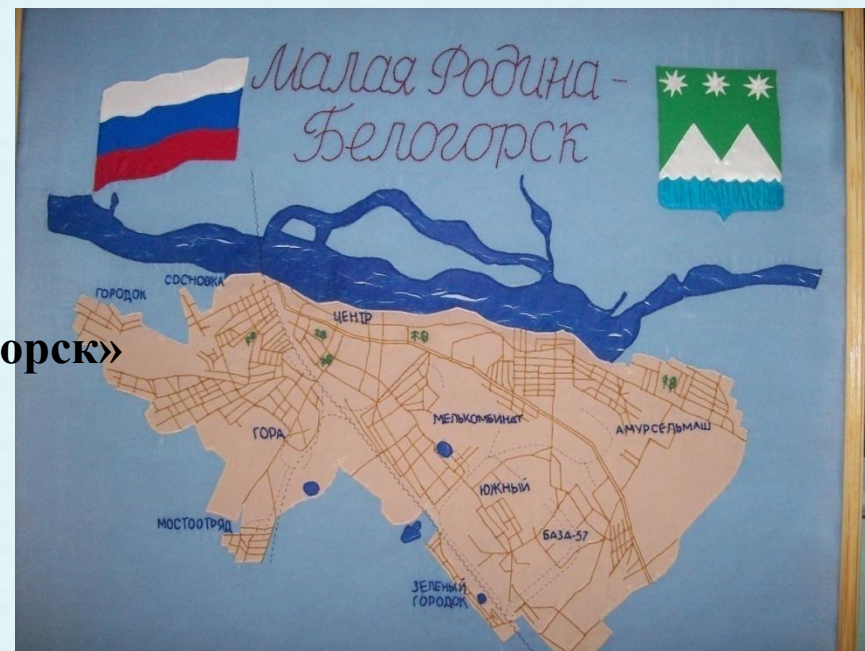 Малая Родина -
Белогорск
СОСНОВКА
ГОРОДОК
ЦЕНТР
орск»
МЕЛЬКОМБИНАТ
АМУРСЕЛЬМАШ
ГОРА
ЮЖНЫЙ
МОСТООТРЯД
БАЗА-57
ЗЕЛЕНЫЙ
ГОРОДОК